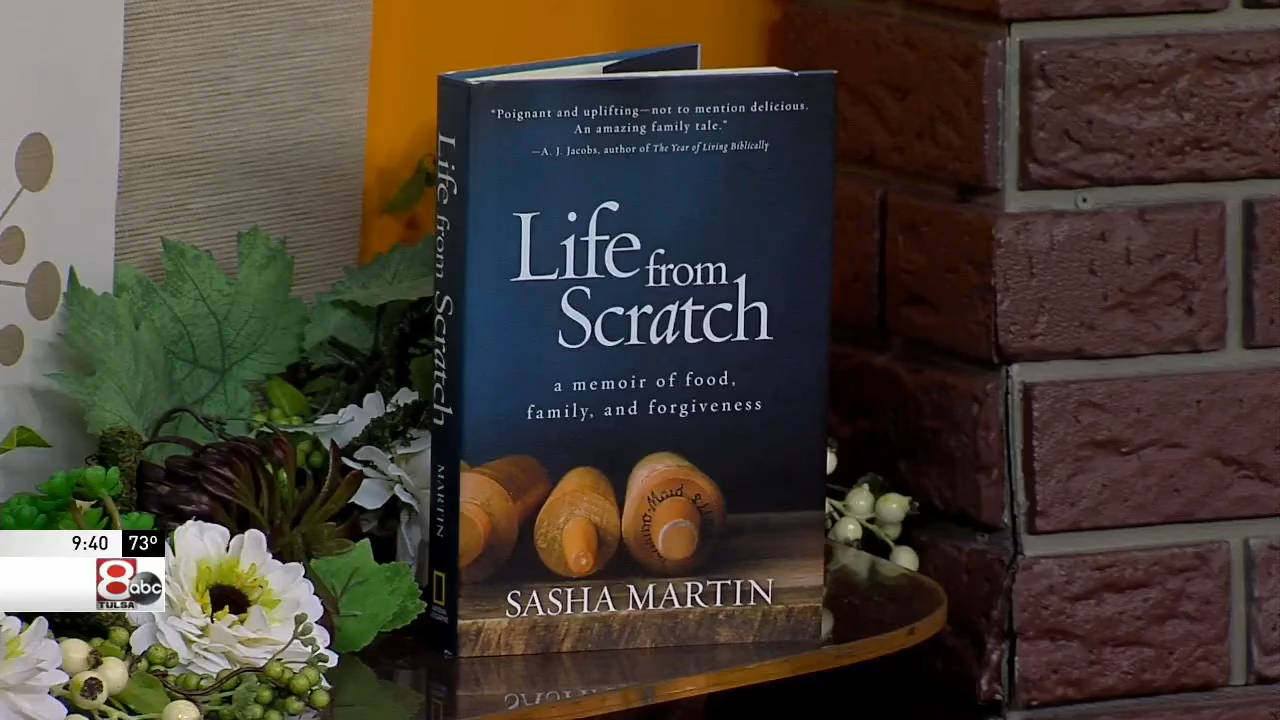 "Poignant and uplifting—not to mention delicious.
An amazing family tale."
—A. J. Jacobs, author of The Year of Living Biblically
Life from
Scratch
a memoir of food,
family, and forgiveness
SASHA MARTIN
Life from Scratch
MARTIN
9:40 73°
8 abc
TULSA